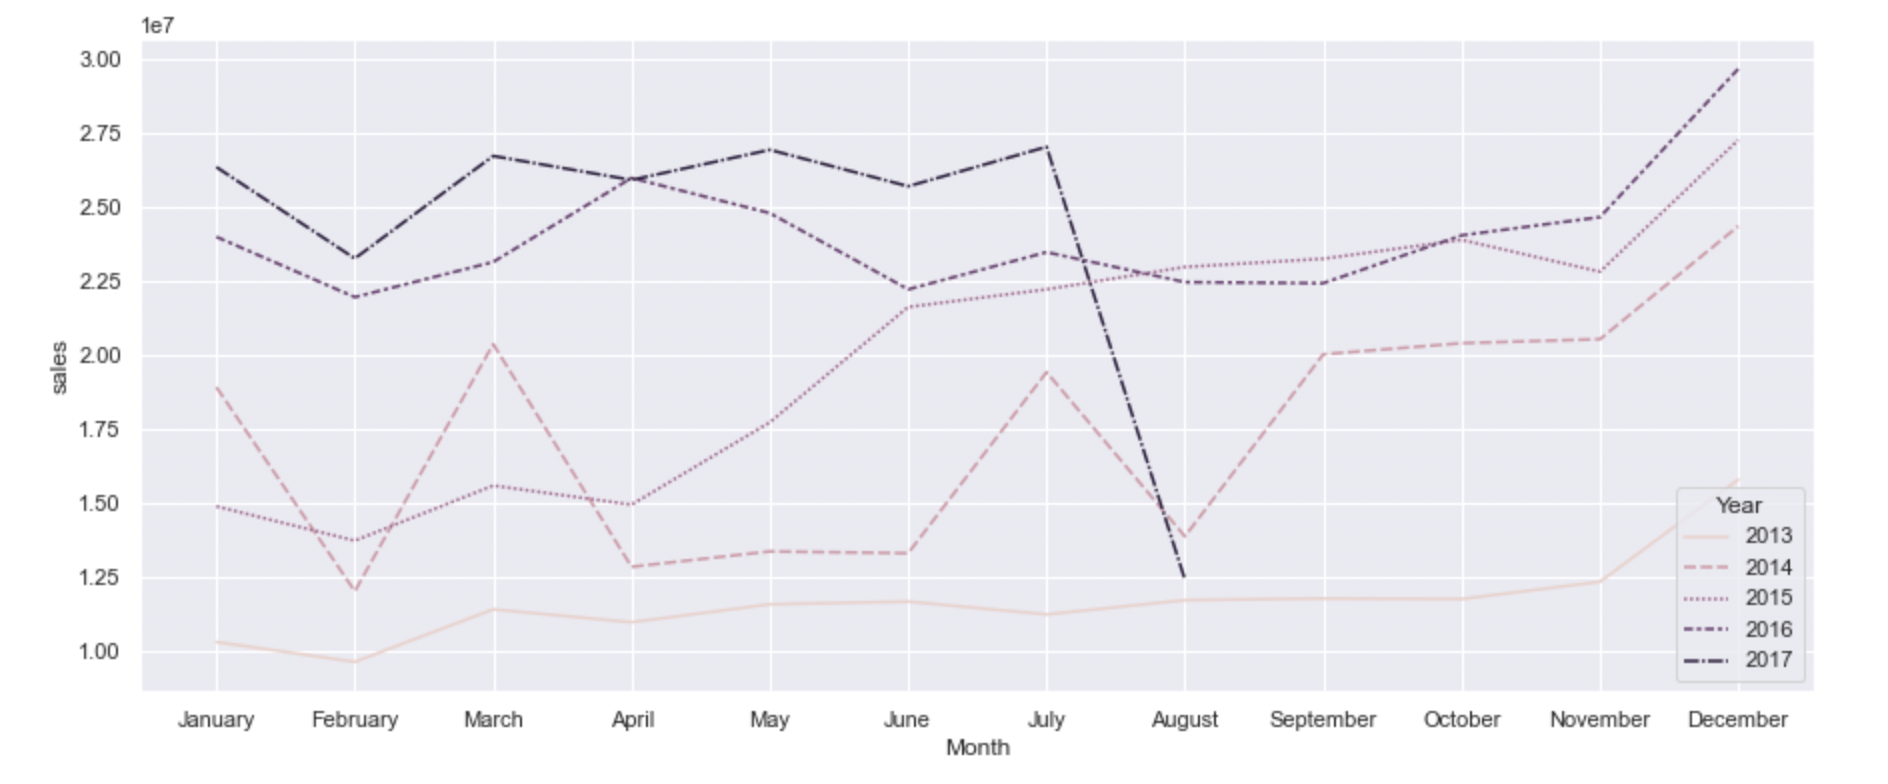 1e7
3.00
2.75
2.50
2.25
2.00
1.75
1.50
1.25
1.00
sales
January February March April May June July August September October November December
Month
Year
2013
2014
2015
2016
2017